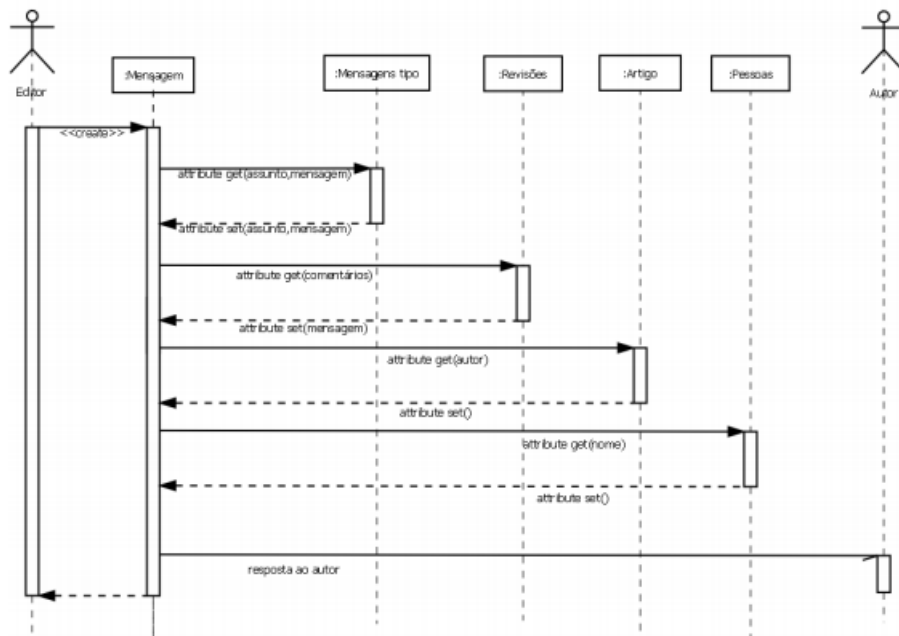 :Mensagem
:Mensagens tipo
:Revisões
:Artigo
:Pessoas
Editor
Autor
<<create>>
attribute get(assunto,mensagem)
attribute set(assunto,mensagem)
attribute get(comentários)
attribute set(mensagem)
attribute get(autor)
attribute set()
attribute get(nome)
attribute set()
resposta ao autor